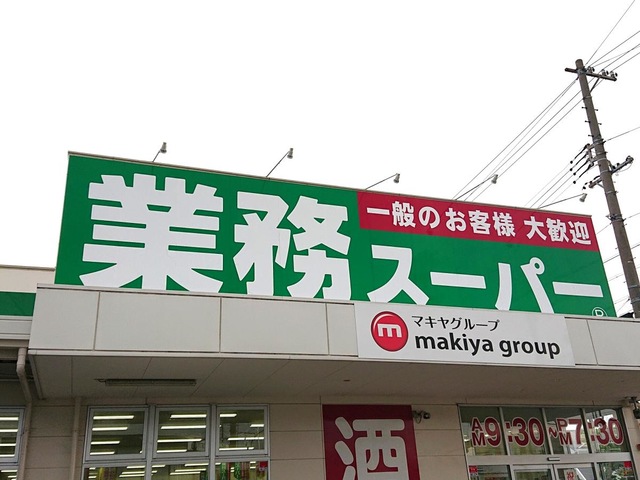 一般のお客様 大歓迎
業務スーパー
®
マキヤグループ
m makiya group
酒
AM9:30~PM7:30